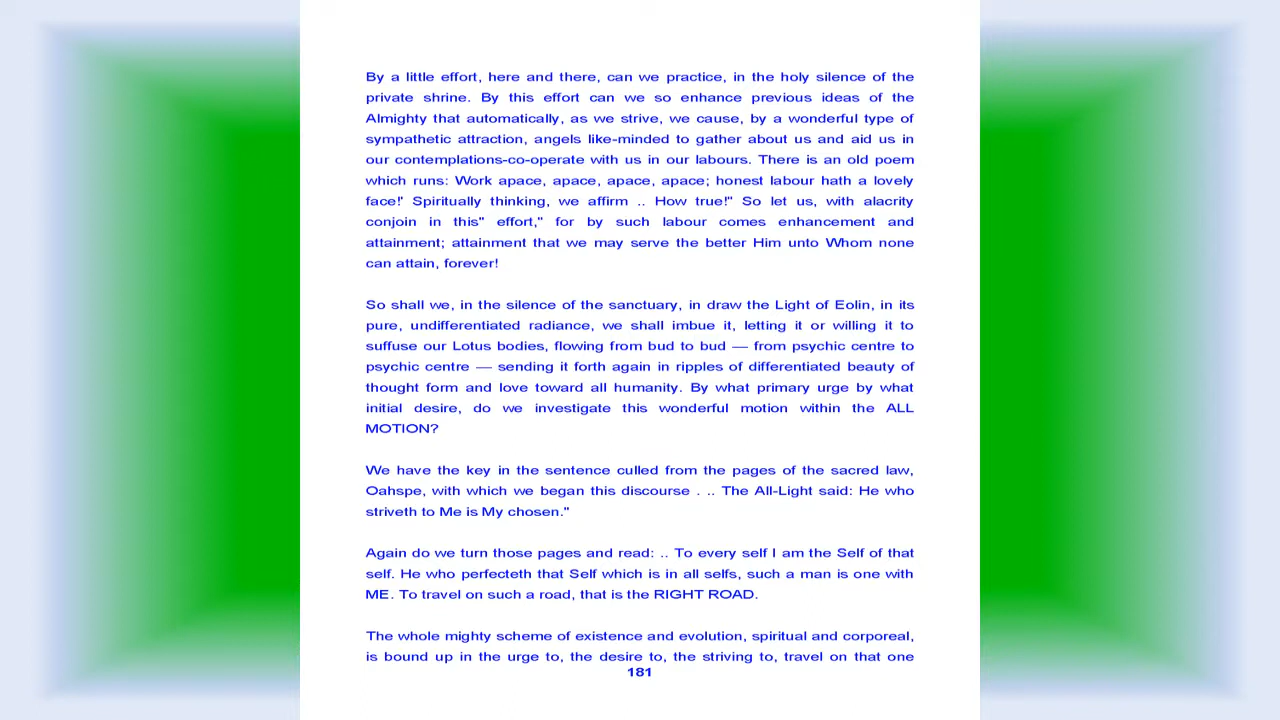 By a little effort, here and there, can we practice, in the holy silence of the
private shrine. By this effort can we so enhance previous ideas of the
Almighty that automatically, as we strive, we cause, by a wonderful type of
sympathetic attraction, angels like-minded to gather about us and aid us in
our contemplations-co-operate with us in our labours. There is an old poem
which runs: Work apace, apace, apace, apace; honest labour hath a lovely
face!' Spiritually thinking, we affirm .. How true!" So let us, with alacrity
conjoin in this" effort," for by such labour comes enhancement and
attainment; attainment that we may serve the better Him unto Whom none
can attain, forever!
So shall we, in the silence of the sanctuary, in draw the Light of Eolin, in its
pure, undifferentiated radiance, we shall imbue it, letting it or willing it to
suffuse our Lotus bodies, flowing from bud to bud — from psychic centre to
psychic centre — sending it forth again in ripples of differentiated beauty of
thought form and love toward all humanity. By what primary urge by what
initial desire, do we investigate this wonderful motion within the ALL
MOTION?
We have the key in the sentence culled from the pages of the sacred law,
Oahspe, with which we began this discourse . .. The All-Light said: He who
striveth to Me is My chosen."
Again do we turn those pages and read: .. To every self I am the Self of that
self. He who perfecteth that Self which is in all selfs, such a man is one with
ME. To travel on such a road, that is the RIGHT ROAD.
The whole mighty scheme of existence and evolution, spiritual and corporeal,
is bound up in the urge to, the desire to, the striving to, travel on that one
181